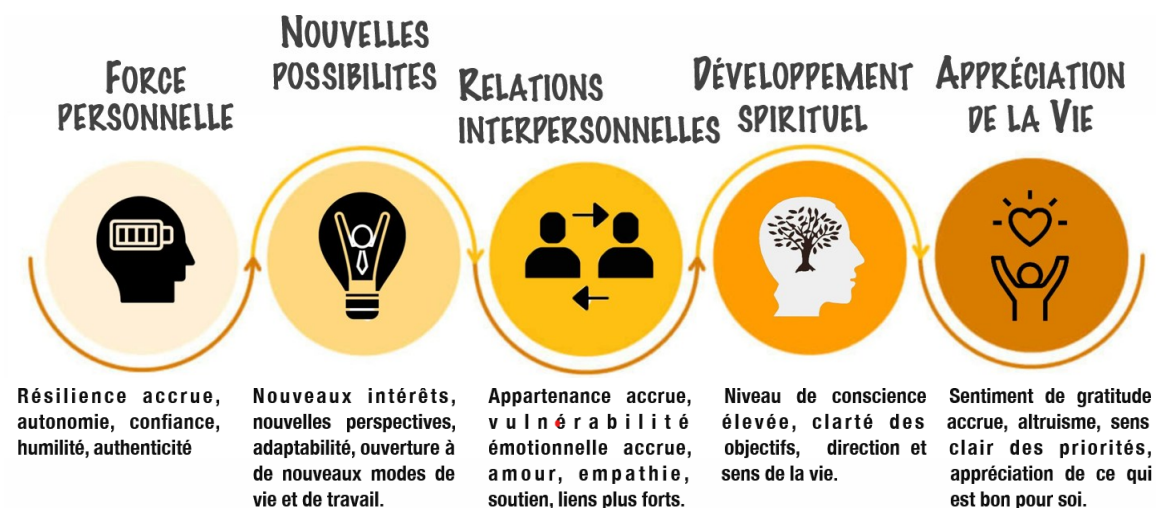 FORCE
PERSONNELLE
NOUVELLES
POSSIBILITES
RELATIONS
INTERPERSONNELLES
DÉVELOPPEMENT
SPIRITUEL
APPRÉCIATION
DE LA VIE
Résilience accrue,
autonomie, confiance,
humilité, authenticité
Nouveaux intérêts,
nouvelles perspectives,
adaptabilité, ouverture à
de nouveaux modes de
vie et de travail.
Appartenance accrue,
vulnérabilité
émotionnelle accrue,
amour, empathie,
soutien, liens plus forts.
Niveau de conscience
élevée, clarté des
objectifs, direction et
sens de la vie.
Sentiment de gratitude
accrue, altruisme, sens
clair des priorités,
appréciation de ce qui
est bon pour soi.